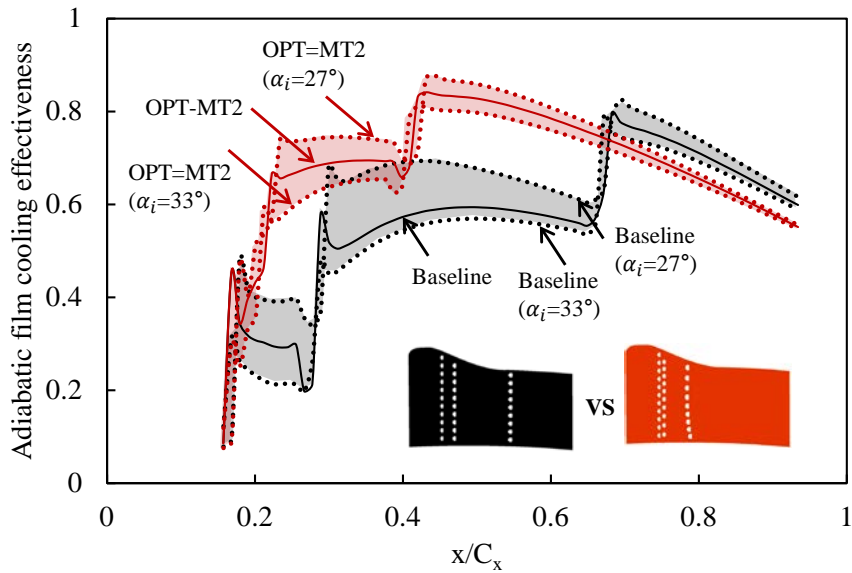 Adiabatic film cooling effectiveness
1
0.8
0.6
0.4
0.2
0
0
0.2
0.4
0.6
0.8
1
x/Cₓ
OPT=MT2
(αᵢ=27°)
OPT-MT2
OPT=MT2
(αᵢ=33°)
Baseline
Baseline
(αᵢ=33°)
Baseline
(αᵢ=27°)
VS